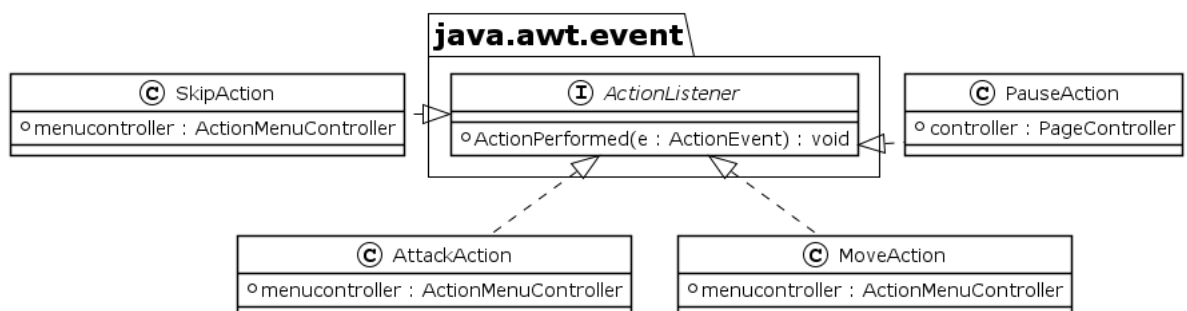 java.awt.event
C SkipAction
menucontroller : ActionMenuController
I ActionListener
ActionPerformed(e : ActionEvent) : void
C PauseAction
controller : PageController
C AttackAction
menucontroller : ActionMenuController
C MoveAction
menucontroller : ActionMenuController